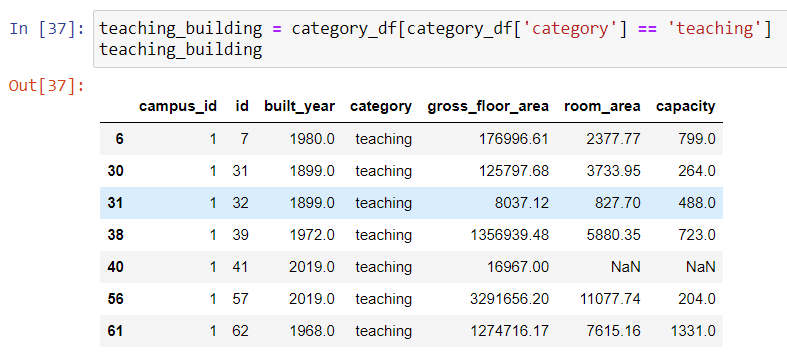 In [37]: teaching_building = category_df[category_df['category'] == 'teaching']
teaching_building
Out[37]:
campus_id id built_year category gross_floor_area room_area capacity
6 1 7 1980.0 teaching 176996.61 2377.77 799.0
30 1 31 1899.0 teaching 125797.68 3733.95 264.0
31 1 32 1899.0 teaching 8037.12 827.70 488.0
38 1 39 1972.0 teaching 1356939.48 5880.35 723.0
40 1 41 2019.0 teaching 16967.00 NaN NaN
56 1 57 2019.0 teaching 3291656.20 11077.74 204.0
61 1 62 1968.0 teaching 1274716.17 7615.16 1331.0